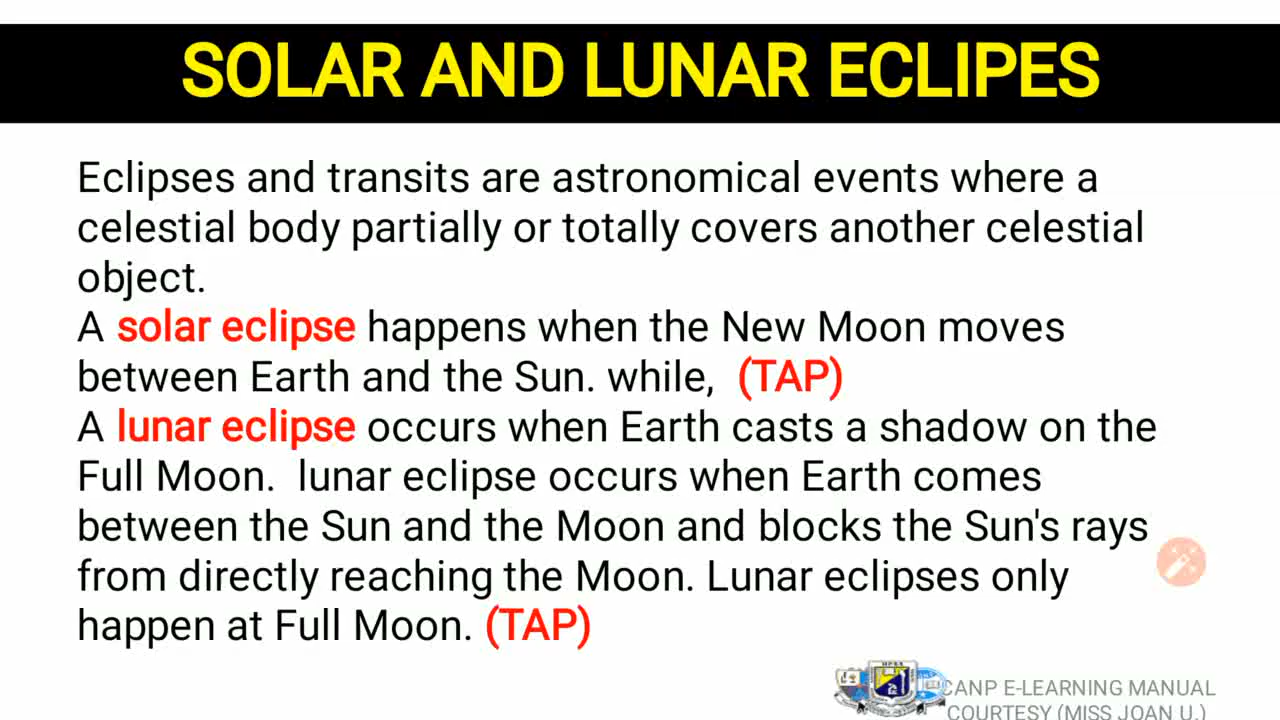 SOLAR AND LUNAR ECLIPES
Eclipses and transits are astronomical events where a
celestial body partially or totally covers another celestial
object.
A solar eclipse happens when the New Moon moves
between Earth and the Sun. while, (TAP)
A lunar eclipse occurs when Earth casts a shadow on the
Full Moon. lunar eclipse occurs when Earth comes
between the Sun and the Moon and blocks the Sun's rays
from directly reaching the Moon. Lunar eclipses only
happen at Full Moon. (TAP)
CANP E-LEARNING MANUAL
COURTESY (MISS JOAN U.)